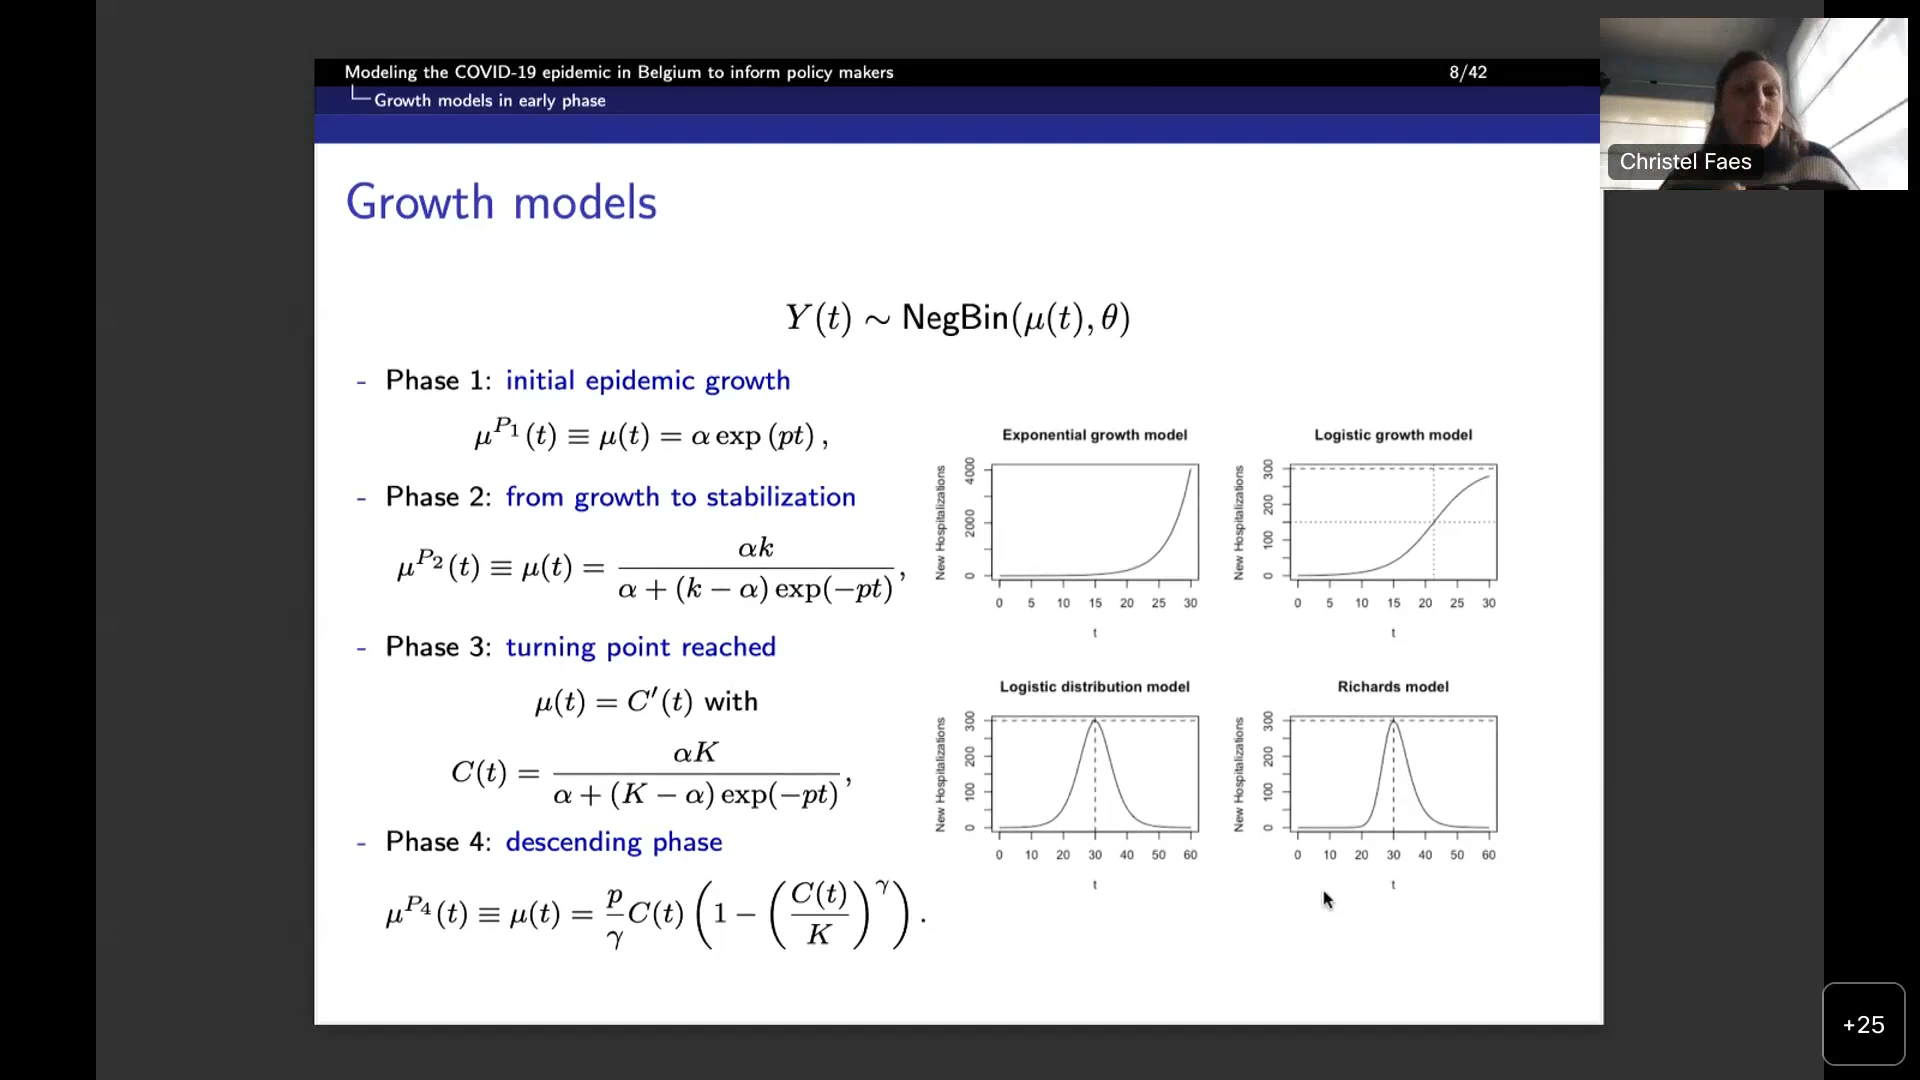 Modeling the COVID-19 epidemic in Belgium to inform policy makers 8/42
Growth models in early phase
Christel Faes
Growth models
Y(t) ∼ NegBin(μ(t), θ)
- Phase 1: initial epidemic growth
μ^{P_1}(t) ≡ μ(t) = α exp (pt) ,
- Phase 2: from growth to stabilization
μ^{P_2}(t) ≡ μ(t) = αk / (α + (k − α) exp(−pt)) ,
- Phase 3: turning point reached
μ(t) = C′(t) with
C(t) = αK / (α + (K − α) exp(−pt)) ,
- Phase 4: descending phase
μ^{P_4}(t) ≡ μ(t) = p/γ C(t) (1 − (C(t)/K)^γ) .
Exponential growth model
New Hospitalizations
0 2000 4000
0 5 10 15 20 25 30
t
Logistic growth model
New Hospitalizations
0 100 200 300
0 5 10 15 20 25 30
t
Logistic distribution model
New Hospitalizations
0 100 200 300
0 10 20 30 40 50 60
t
Richards model
New Hospitalizations
0 100 200 300
0 10 20 30 40 50 60
t
+25